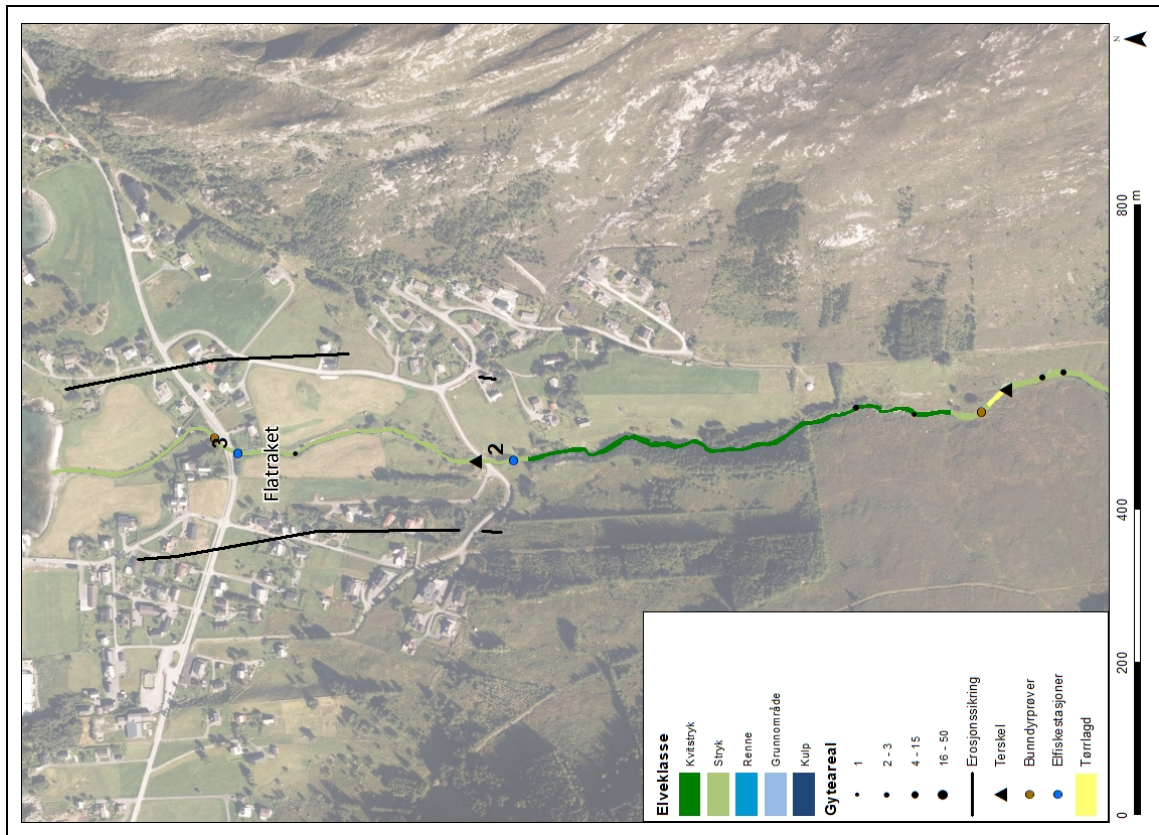 Flatraket
3
2
Elveklasse
Kvitstryk
Stryk
Renne
Grunnområde
Kulp
Gyteareal
1
2 - 3
4 - 15
16 - 50
Erosjonssikring
Terskel
Bunndyrprøver
Elfiskestasjoner
Tørrlagd
N
0 200 400 800
m